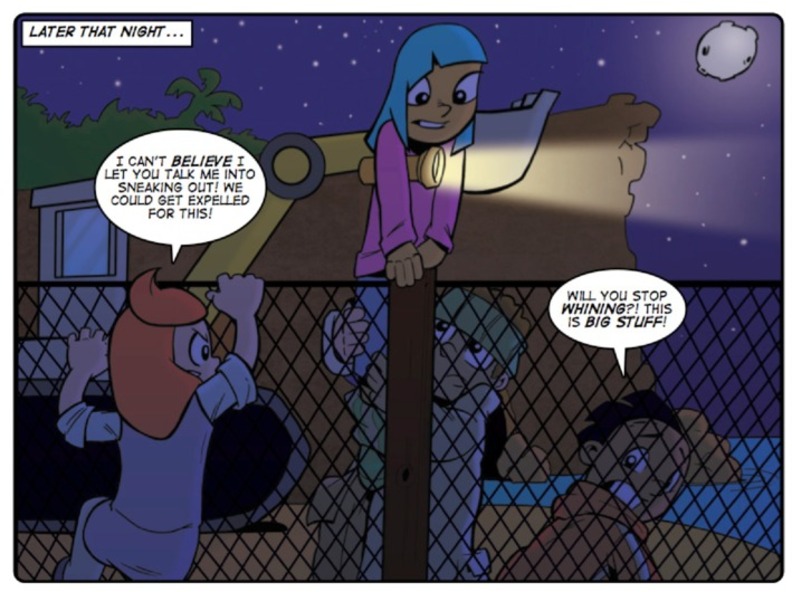 LATER THAT NIGHT...
I CAN'T BELIEVE I
LET YOU TALK ME INTO
SNEAKING OUT! WE
COULD GET EXPELLED
FOR THIS!
WILL YOU STOP
WHINING?! THIS
IS BIG STUFF!